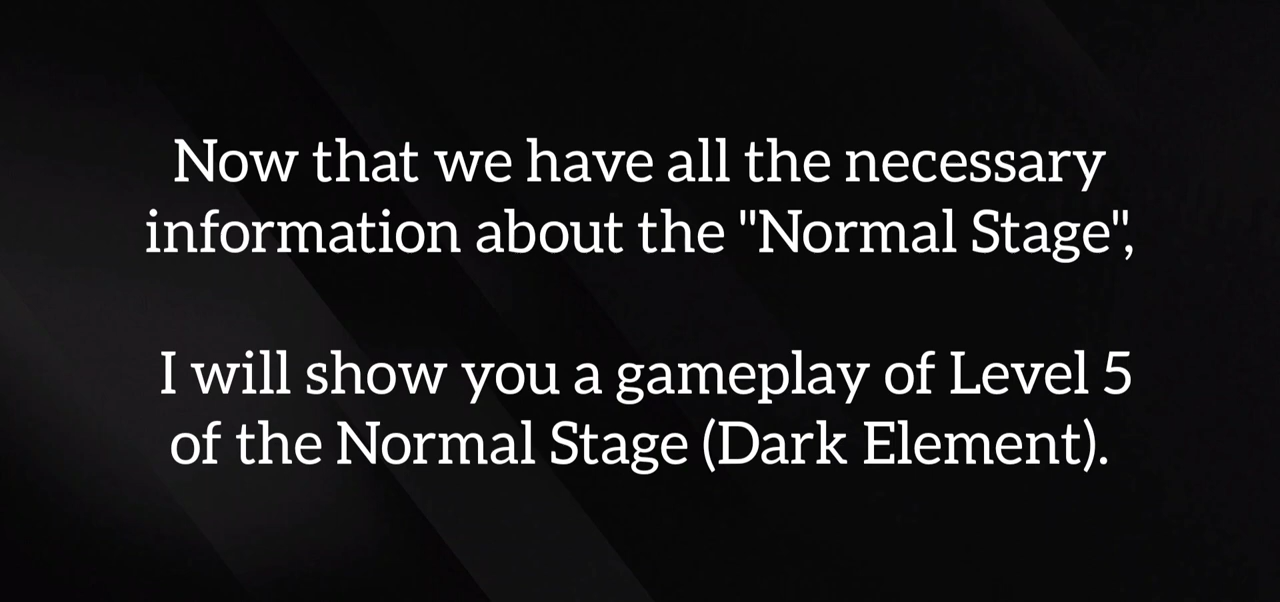 Now that we have all the necessary
information about the "Normal Stage",
I will show you a gameplay of Level 5
of the Normal Stage (Dark Element).